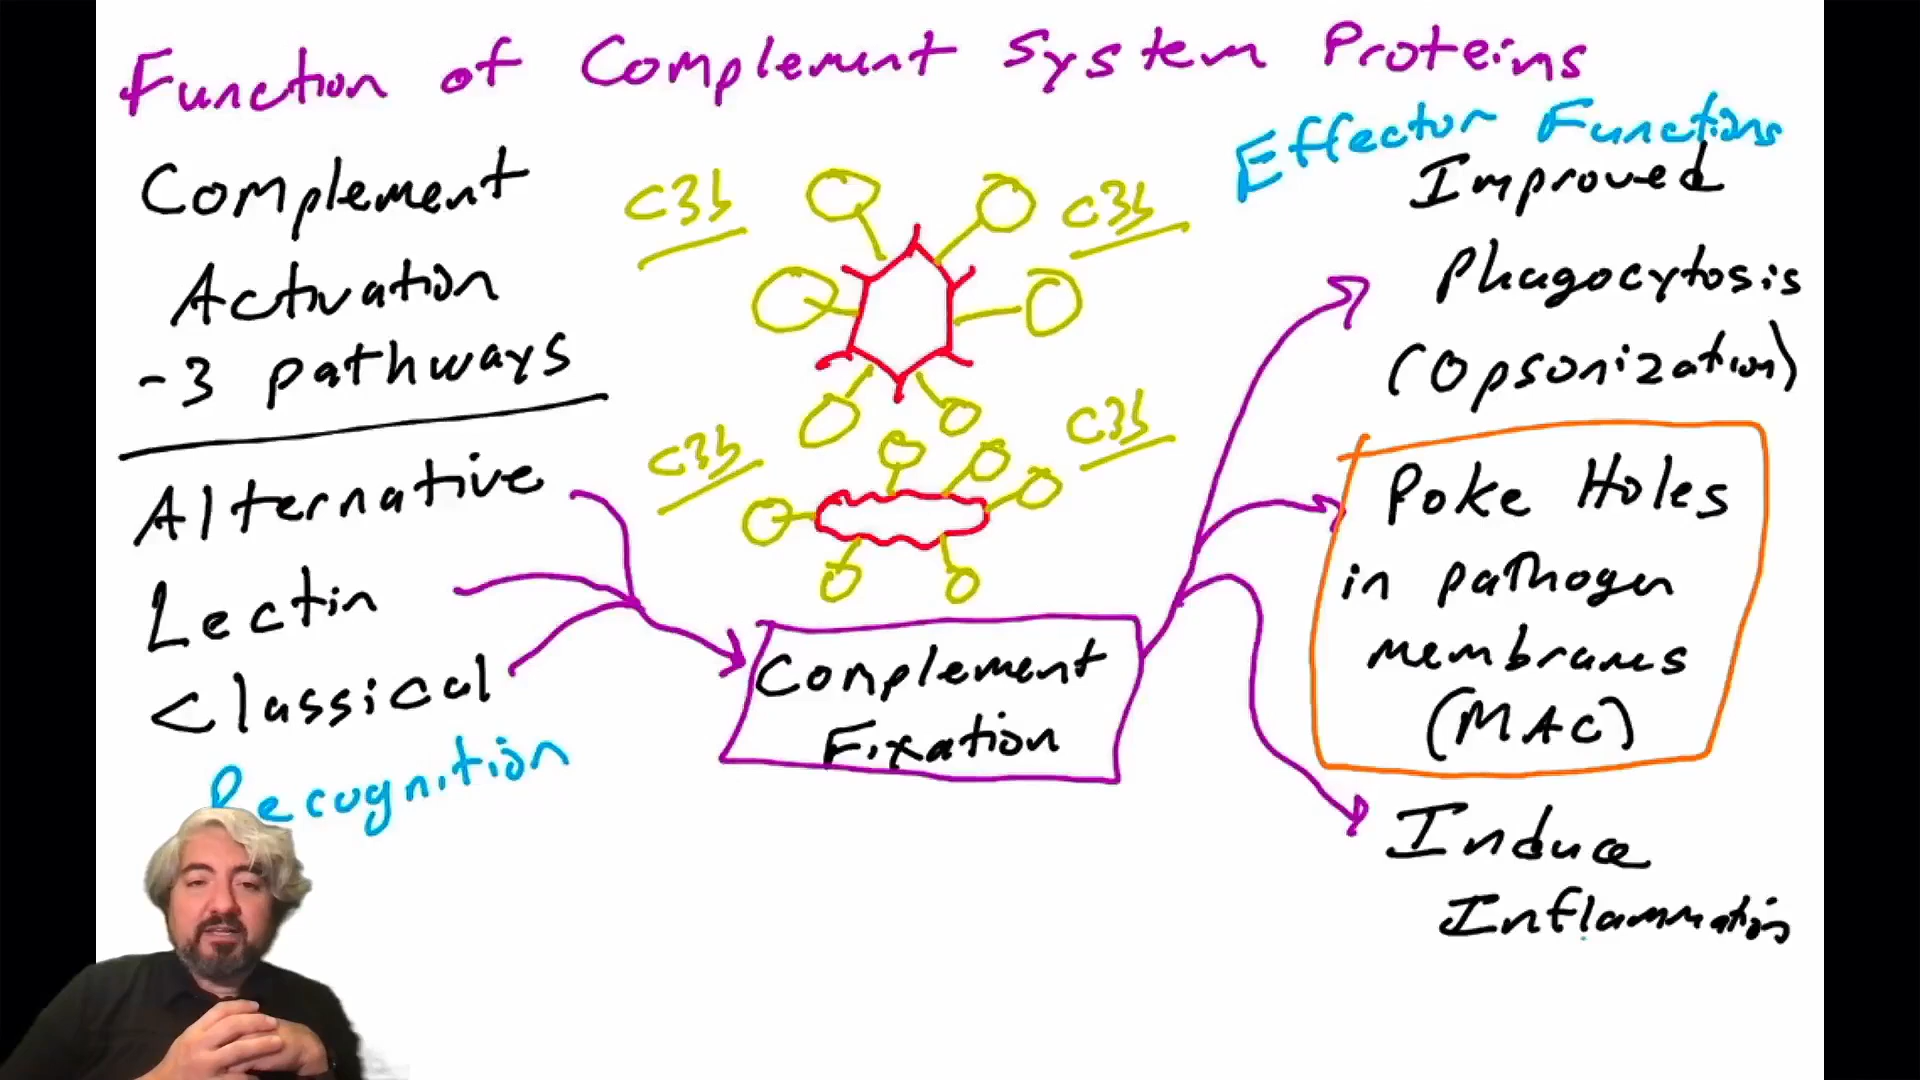 Function of Complement System Proteins
Complement
Activation
- 3 pathways
Alternative
Lectin
Classical
Recognition
C3b
C3b
C3b
C3b
Complement
Fixation
Effector Functions
Improved
Phagocytosis
(Opsonization)
Poke Holes
in pathogen
membranes
(MAC)
Induce
Inflammation